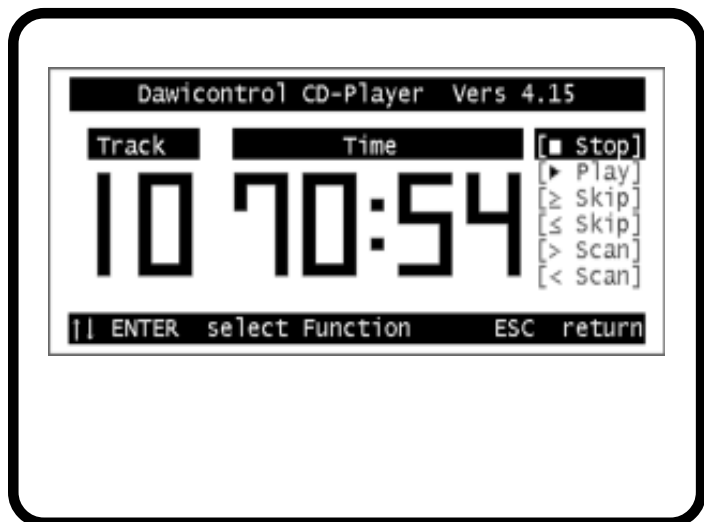 Dawicontrol CD-Player Vers 4.15
Track Time [■ Stop]
[▶ Play]
10 70:54 [≥ Skip]
[≤ Skip]
[> Scan]
[< Scan]
↑↓ ENTER select Function ESC return